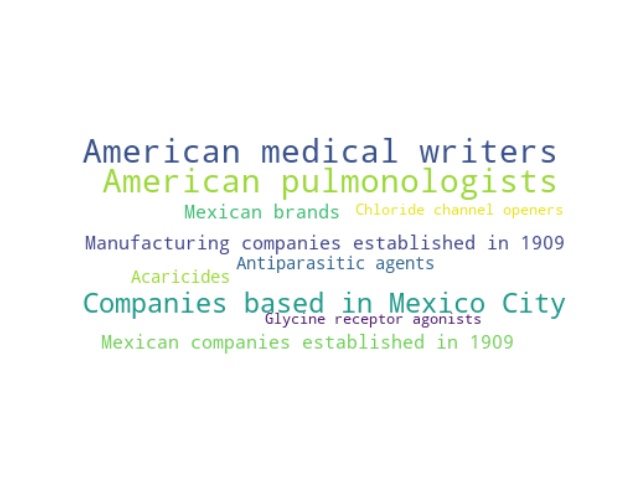 American medical writers
American pulmonologists
Mexican brands
Chloride channel openers
Manufacturing companies established in 1909
Antiparasitic agents
Acaricides
Companies based in Mexico City
Glycine receptor agonists
Mexican companies established in 1909